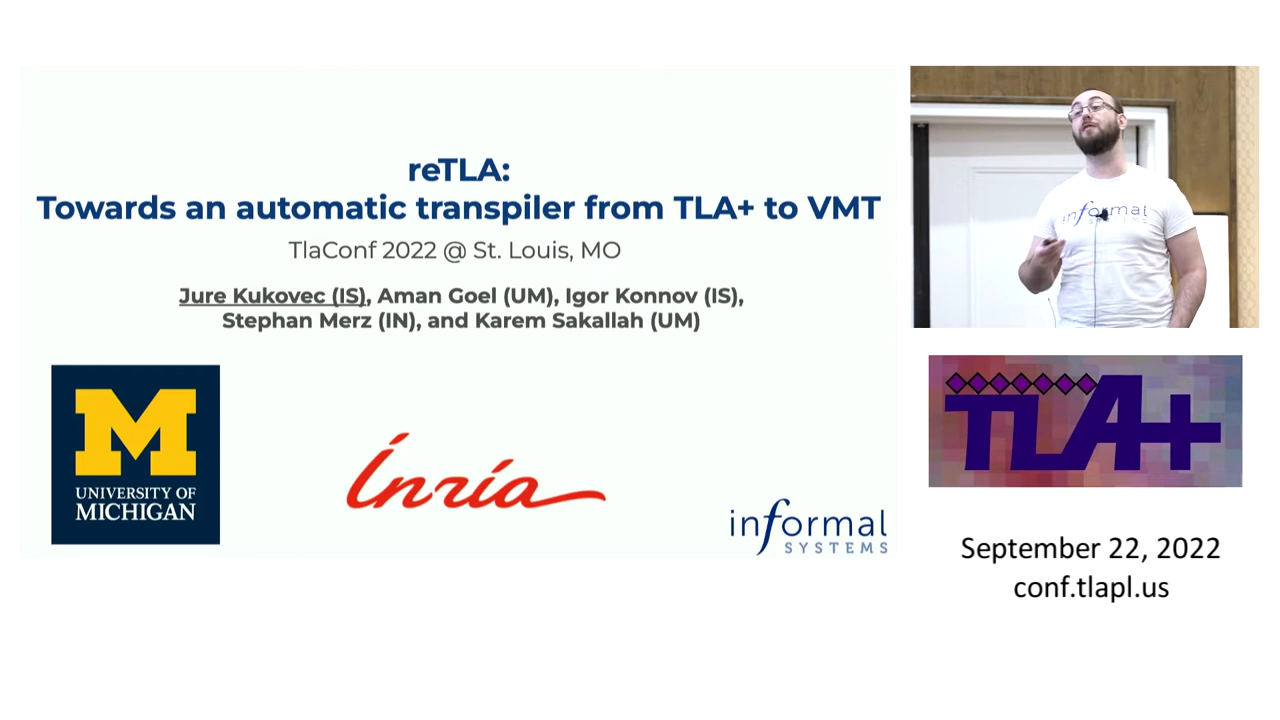 reTLA:
Towards an automatic transpiler from TLA+ to VMT
TlaConf 2022 @ St. Louis, MO
Jure Kukovec (IS), Aman Goel (UM), Igor Konnov (IS),
Stephan Merz (IN), and Karem Sakallah (UM)
UNIVERSITY OF
MICHIGAN
Inria
informal
SYSTEMS
informal
SYSTEMS
TLA+
September 22, 2022
conf.tlapl.us